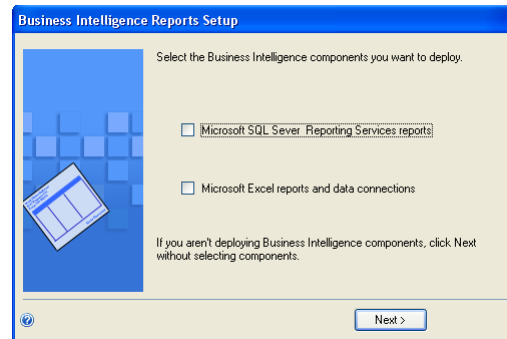 Business Intelligence Reports Setup
Select the Business Intelligence components you want to deploy.
Microsoft SQL Sever Reporting Services reports
Microsoft Excel reports and data connections
If you aren't deploying Business Intelligence components, click Next
without selecting components.
Next >